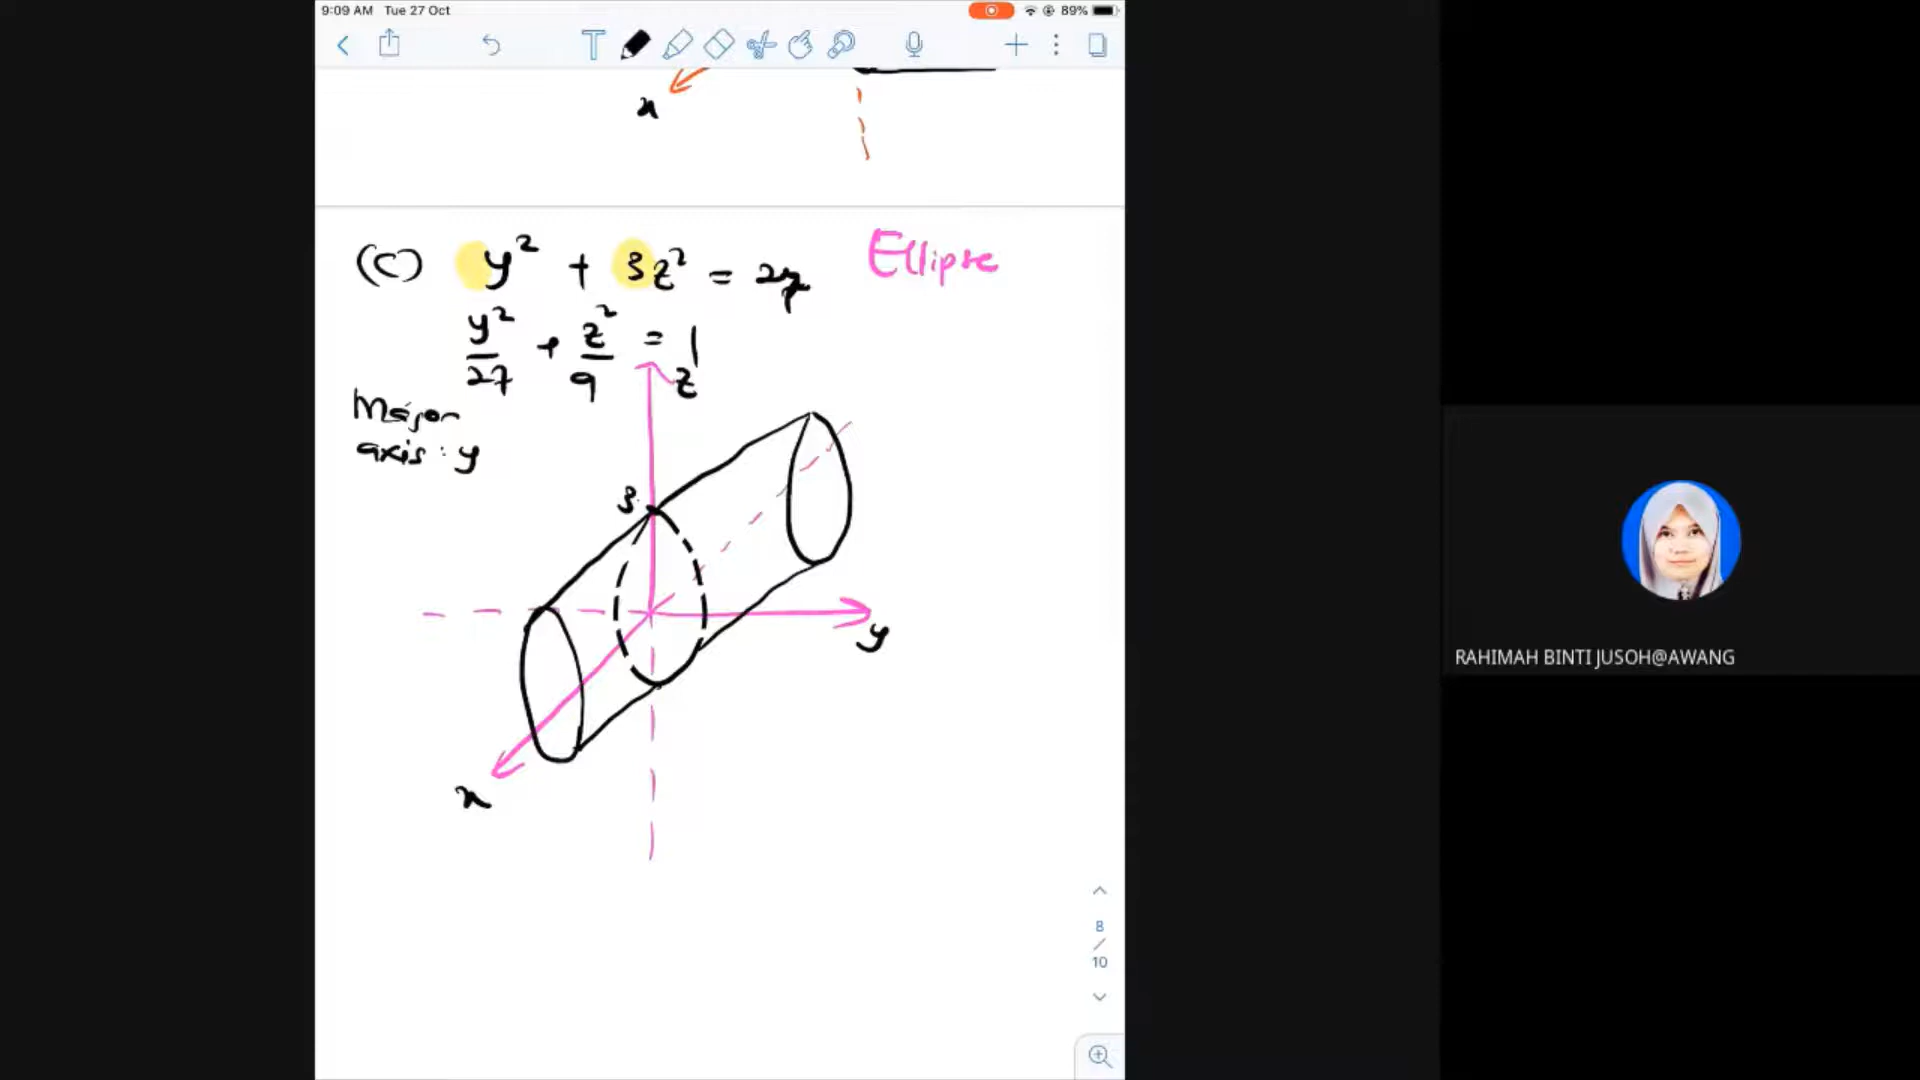 9:09 AM Tue 27 Oct
89%
x
(c) y² + 3z² = 27
Ellipse
y²/27 + z²/9 = 1
z
Major
axis : y
3
y
x
8
/
10
RAHIMAH BINTI JUSOH@AWANG